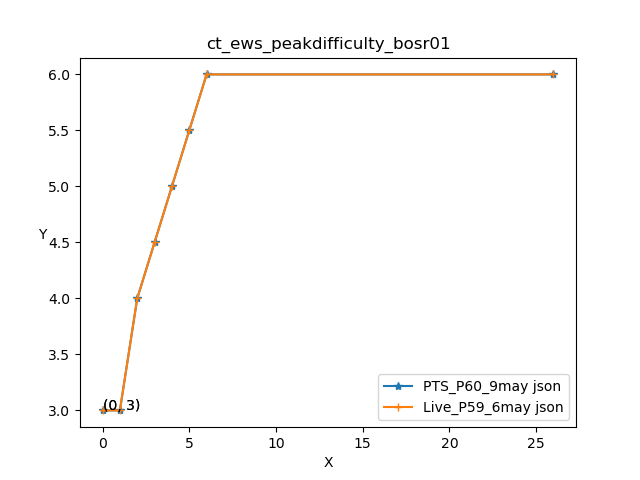 ct_ews_peakdifficulty_bosr01
6.0
5.5
5.0
Y
4.5
4.0
3.5
3.0
(0, 3)
0
5
10
15
20
25
X
PTS_P60_9may json
Live_P59_6may json